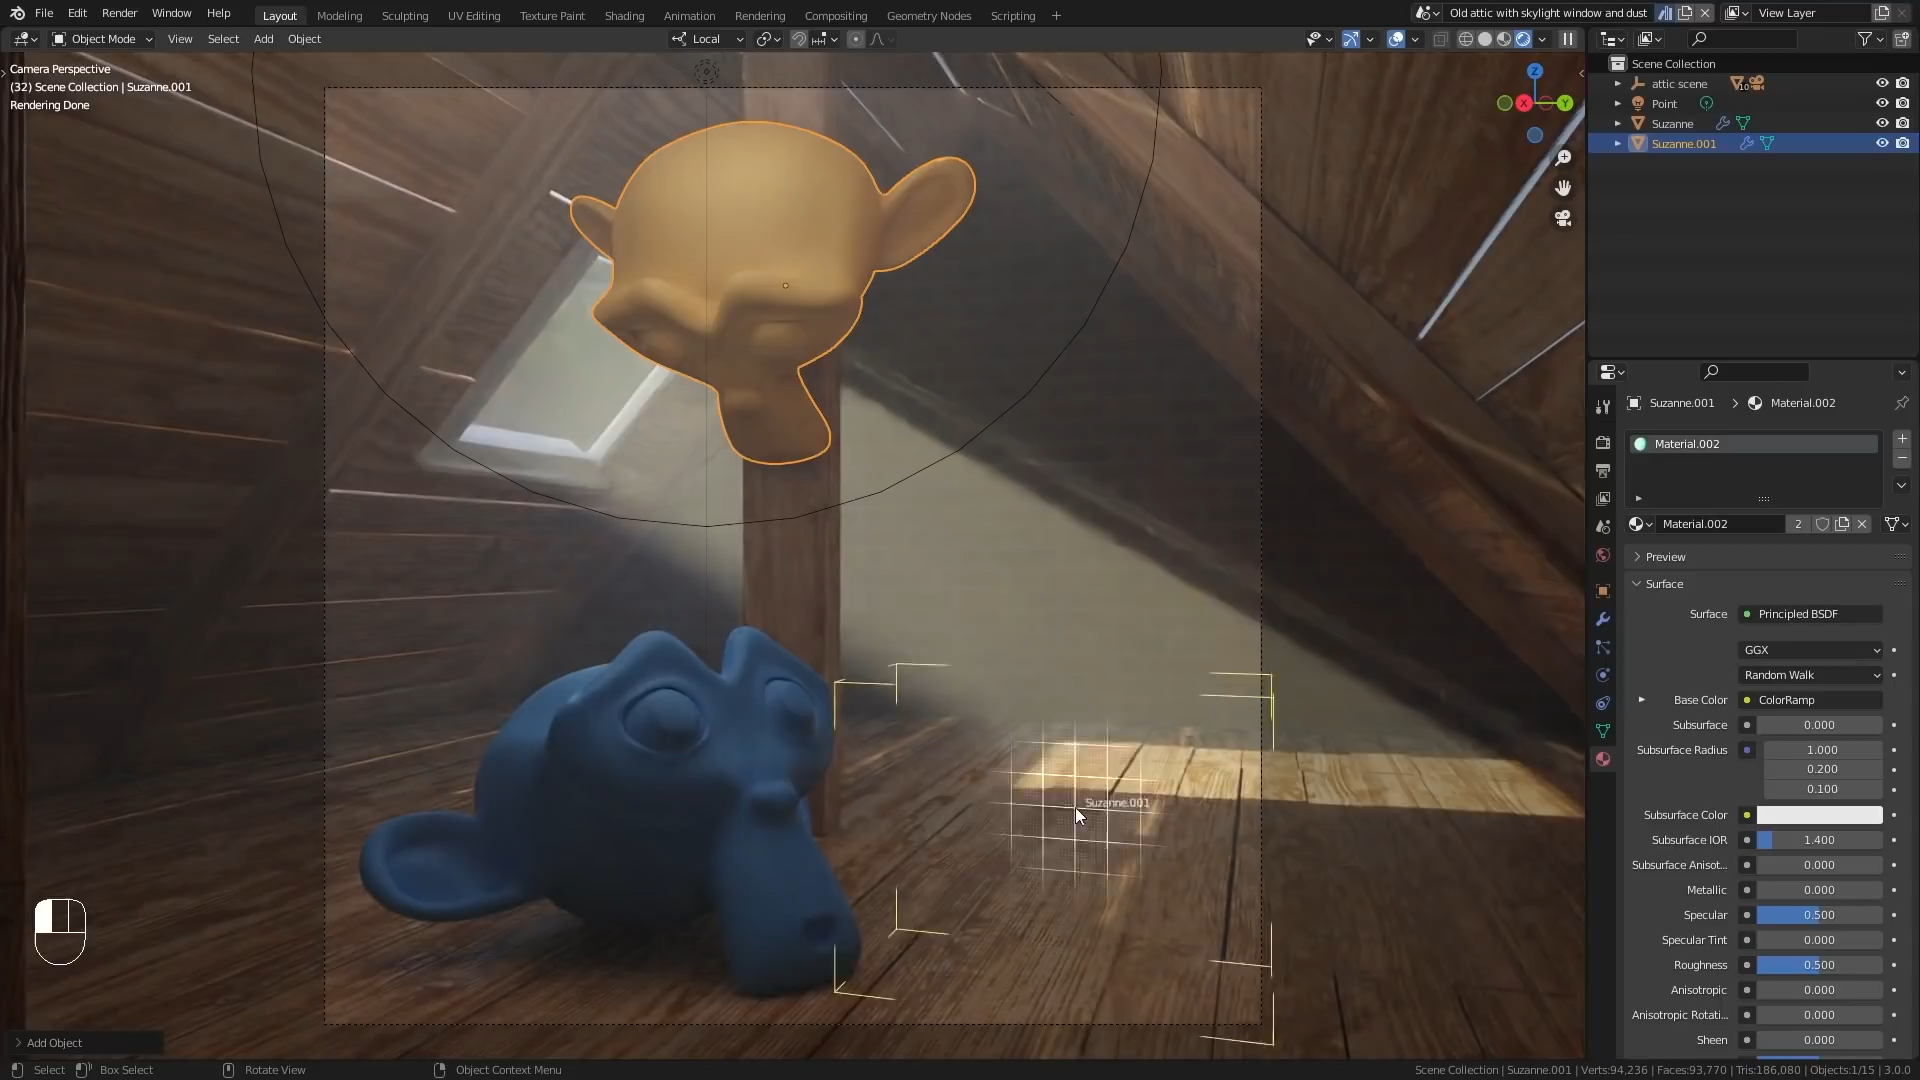 File Edit Render Window Help
Layout Modeling Sculpting UV Editing Texture Paint Shading Animation Rendering Compositing Geometry Nodes Scripting +
Old attic with skylight window and dust
View Layer
Object Mode View Select Add Object
Local
Camera Perspective
(32) Scene Collection | Suzanne.001
Rendering Done
Z
X
Y
Suzanne.001
Add Object
Scene Collection
attic scene 10
Point
Suzanne
Suzanne.001
Suzanne.001 > Material.002
Material.002
Material.002 2
Preview
Surface
Surface Principled BSDF
GGX
Random Walk
Base Color ColorRamp
Subsurface 0.000
Subsurface Radius 1.000
0.200
0.100
Subsurface Color
Subsurface IOR 1.400
Subsurface Anisot... 0.000
Metallic 0.000
Specular 0.500
Specular Tint 0.000
Roughness 0.500
Anisotropic 0.000
Anisotropic Rotati... 0.000
Sheen 0.000
Select Box Select Rotate View Object Context Menu
Scene Collection | Suzanne.001 | Verts:94,236 | Faces:93,770 | Tris:186,080 | Objects:1/15 | 3.0.0